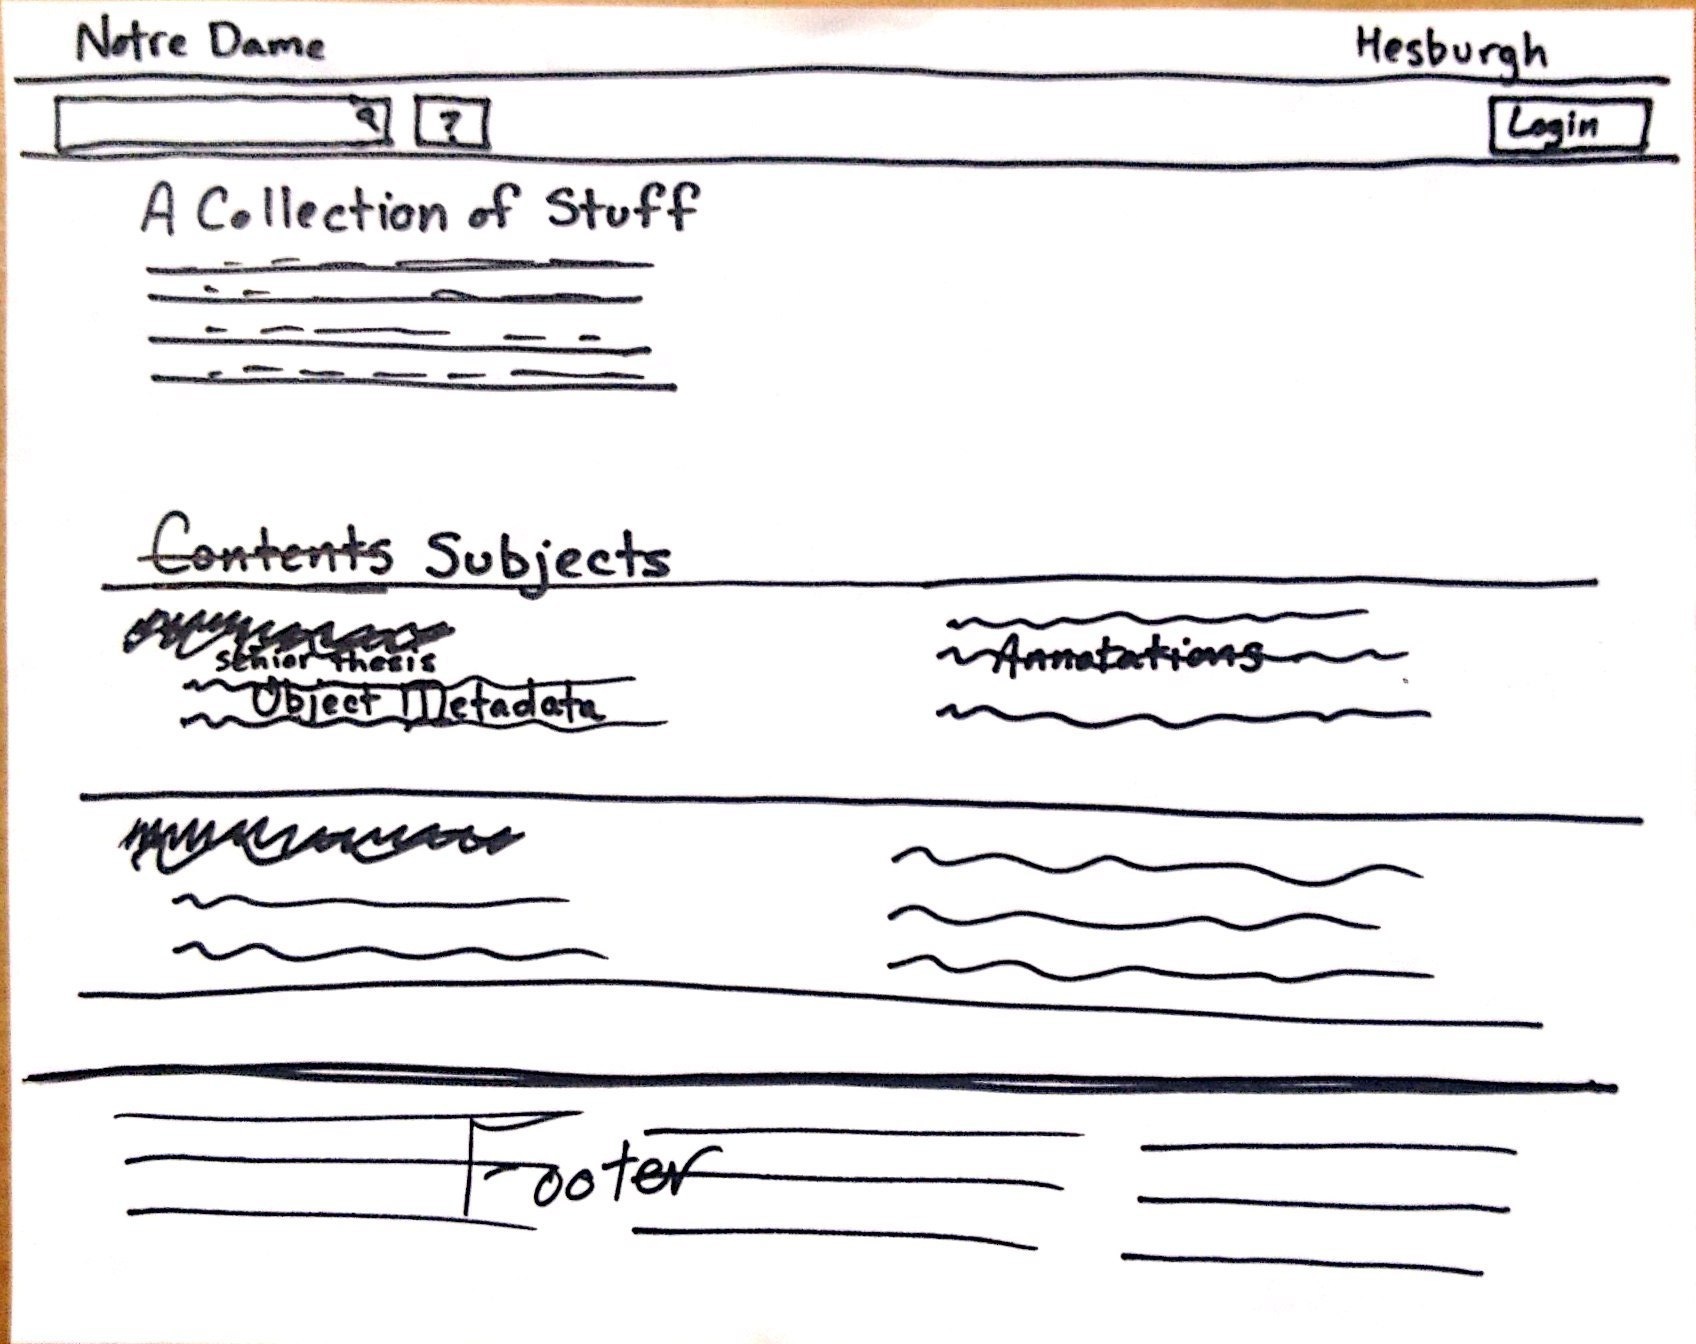 Notre Dame Hesburgh
? Login
A Collection of Stuff
Contents Subjects
senior thesis
Annotations
Object Metadata
Footer